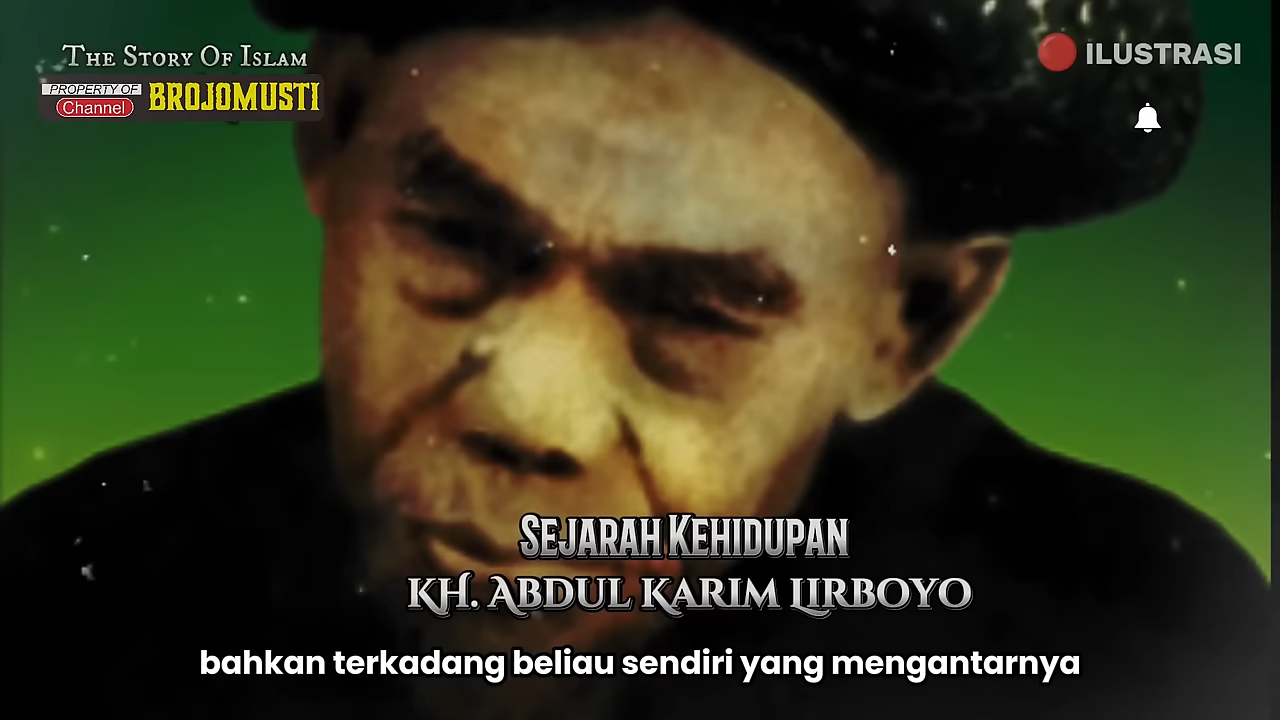 The Story Of Islam
PROPERTY OF
Channel
BROJOMUSTI
ILUSTRASI
Sejarah Kehidupan
KH. Abdul Karim Lirboyo
bahkan terkadang beliau sendiri yang mengantarnya